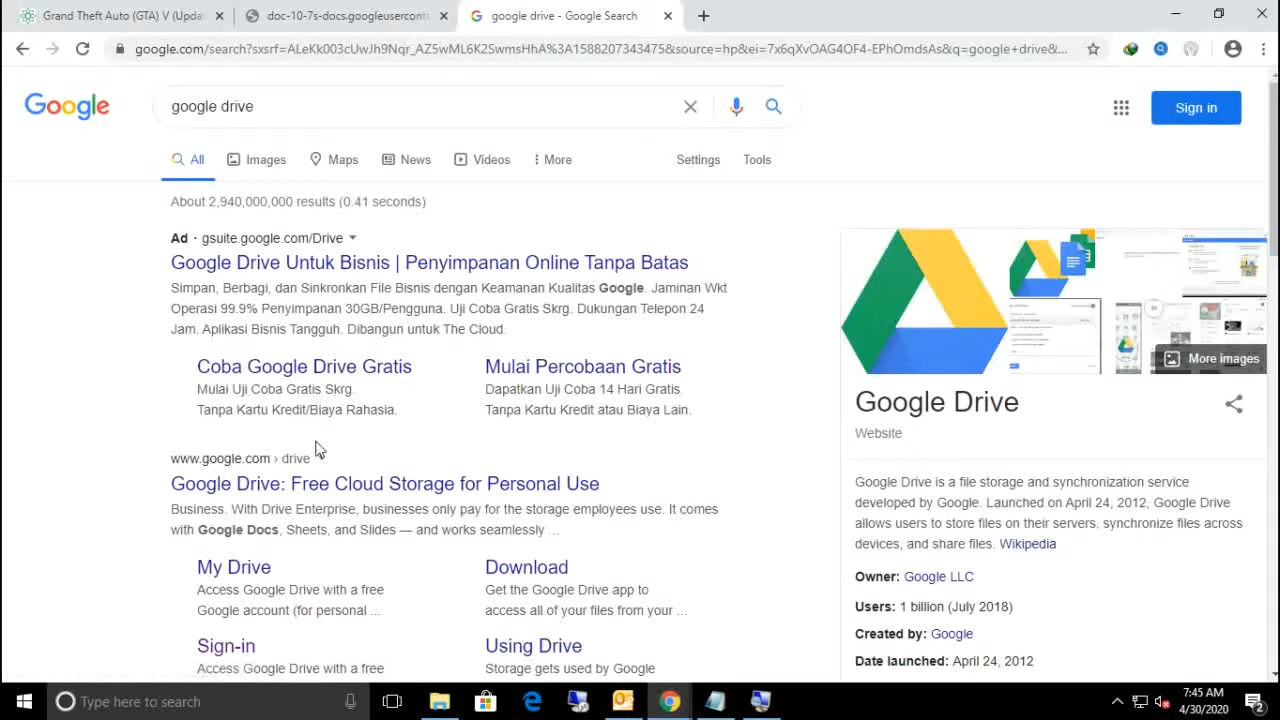 Grand Theft Auto (GTA) V (Updat
doc-10-7s-docs.googleusercont
google drive - Google Search
google.com/search?sxsrf=ALeKk003cUwJh9Nqr_AZ5wML6K2SwmsHhA%3A1588207343475&source=hp&ei=7x6qXvOAG4OF4-EPhOmdsAs&q=google+drive&...
Google
google drive
Sign in
All
Images
Maps
News
Videos
More
Settings
Tools
About 2,940,000,000 results (0.41 seconds)
Ad · gsuite.google.com/Drive
Google Drive Untuk Bisnis | Penyimpanan Online Tanpa Batas
Simpan, Berbagi, dan Sinkronkan File Bisnis dengan Keamanan Kualitas Google. Jaminan Wkt
Operasi 99.9% Penyimpanan 30GB/Pengguna. Uji Coba Gratis Skrg. Dukungan Telepon 24
Jam. Aplikasi Bisnis Tangguh. Dibangun untuk The Cloud.
Coba Google Drive Gratis
Mulai Uji Coba Gratis Skrg.
Tanpa Kartu Kredit/Biaya Rahasia.
Mulai Percobaan Gratis
Dapatkan Uji Coba 14 Hari Gratis.
Tanpa Kartu Kredit atau Biaya Lain.
www.google.com › drive
Google Drive: Free Cloud Storage for Personal Use
Business. With Drive Enterprise, businesses only pay for the storage employees use. It comes
with Google Docs, Sheets, and Slides — and works seamlessly ...
My Drive
Access Google Drive with a free
Google account (for personal ...
Download
Get the Google Drive app to
access all of your files from your ...
Sign-in
Access Google Drive with a free
Using Drive
Storage gets used by Google
More images
Google Drive
Website
Google Drive is a file storage and synchronization service
developed by Google. Launched on April 24, 2012, Google Drive
allows users to store files on their servers, synchronize files across
devices, and share files. Wikipedia
Owner: Google LLC
Users: 1 billion (July 2018)
Created by: Google
Date launched: April 24, 2012
Type here to search
7:45 AM
4/30/2020
2